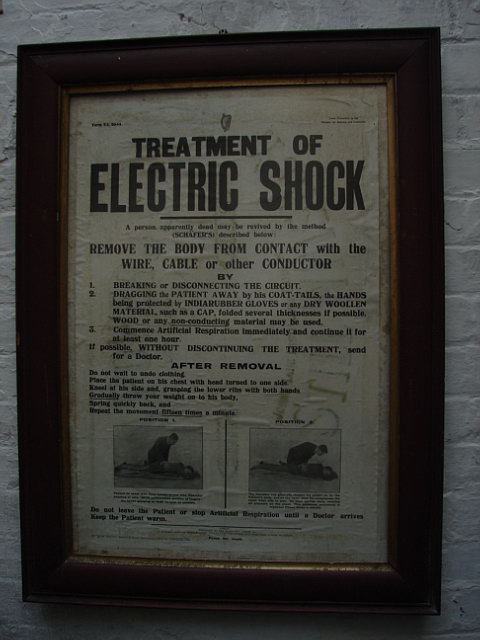 TREATMENT OF
ELECTRIC SHOCK
A person apparently dead may be revived by the method
(SCHAFER'S) described below:
REMOVE THE BODY FROM CONTACT with the
WIRE, CABLE or other CONDUCTOR
BY
1. BREAKING or DISCONNECTING THE CIRCUIT.
2. DRAGGING the PATIENT AWAY by his COAT-TAILS, the HANDS
being protected by INDIARUBBER GLOVES or any DRY WOOLLEN
MATERIAL, such as a CAP, folded several thicknesses if possible.
WOOD or any non-conducting material may be used.
3. Commence Artificial Respiration immediately and continue it for
at least one hour.
If possible, WITHOUT DISCONTINUING THE TREATMENT, send
for a Doctor.
AFTER REMOVAL
Do not wait to undo clothing.
Place the patient on his chest with head turned to one side.
Kneel at his side and, grasping the lower ribs with both hands
Gradually throw your weight on to his body,
Spring quickly back, and
Repeat the movement fifteen times a minute.
POSITION 1.
POSITION 2.
Do not leave the Patient or stop Artificial Respiration until a Doctor arrives
Keep the Patient warm.